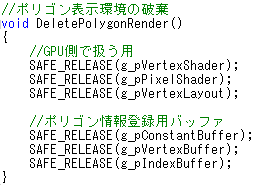 //ポリゴン表示環境の破棄
void DeletePolygonRender()
{
    //GPU側で扱う用
    SAFE_RELEASE(g_pVertexShader);
    SAFE_RELEASE(g_pPixelShader);
    SAFE_RELEASE(g_pVertexLayout);

    //ポリゴン情報登録用バッファ
    SAFE_RELEASE(g_pConstantBuffer);
    SAFE_RELEASE(g_pVertexBuffer);
    SAFE_RELEASE(g_pIndexBuffer);
}